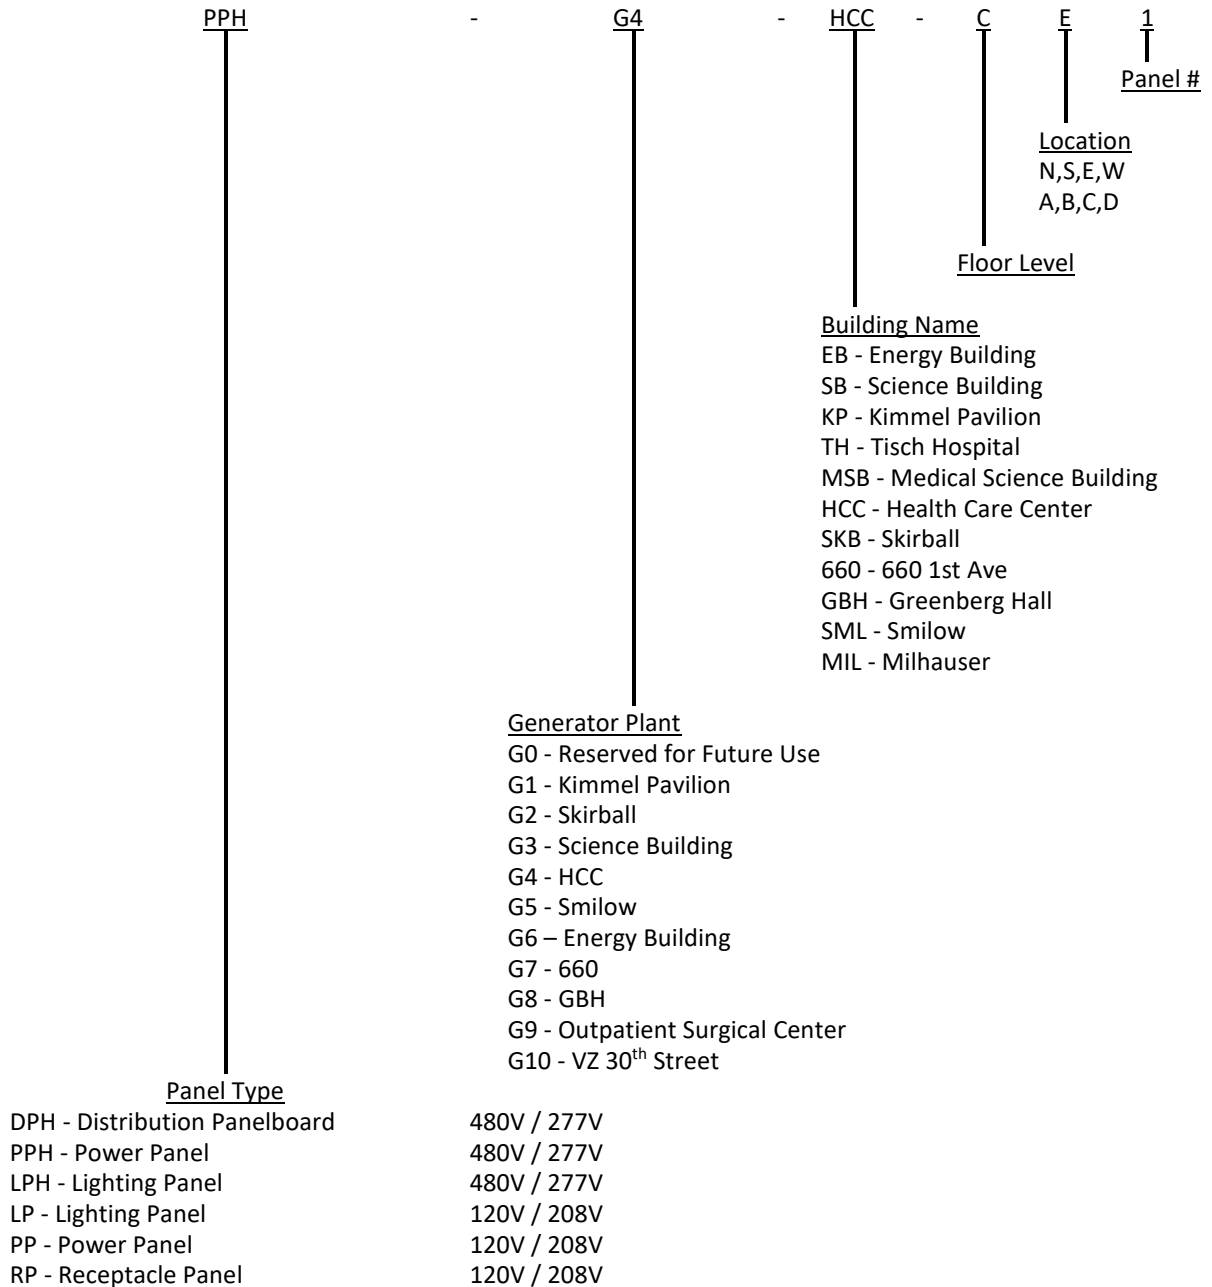 PPH - G4 - HCC - C E 1
Panel #
Location
N,S,E,W
A,B,C,D
Floor Level
Building Name
EB - Energy Building
SB - Science Building
KP - Kimmel Pavilion
TH - Tisch Hospital
MSB - Medical Science Building
HCC - Health Care Center
SKB - Skirball
660 - 660 1st Ave
GBH - Greenberg Hall
SML - Smilow
MIL - Milhauser
Generator Plant
G0 - Reserved for Future Use
G1 - Kimmel Pavilion
G2 - Skirball
G3 - Science Building
G4 - HCC
G5 - Smilow
G6 – Energy Building
G7 - 660
G8 - GBH
G9 - Outpatient Surgical Center
G10 - VZ 30th Street
Panel Type
DPH - Distribution Panelboard 480V / 277V
PPH - Power Panel 480V / 277V
LPH - Lighting Panel 480V / 277V
LP - Lighting Panel 120V / 208V
PP - Power Panel 120V / 208V
RP - Receptacle Panel 120V / 208V